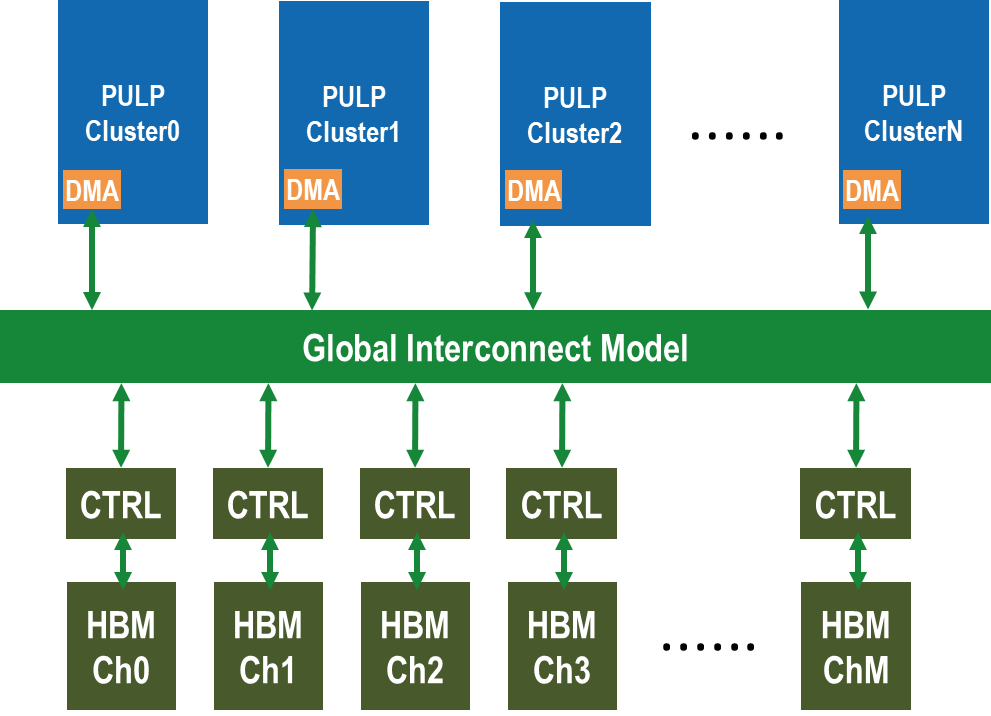 PULP
Cluster0
PULP
Cluster1
PULP
Cluster2
......
PULP
ClusterN
DMA
DMA
DMA
DMA
Global Interconnect Model
CTRL
CTRL
CTRL
CTRL
CTRL
HBM
Ch0
HBM
Ch1
HBM
Ch2
HBM
Ch3
......
HBM
ChM